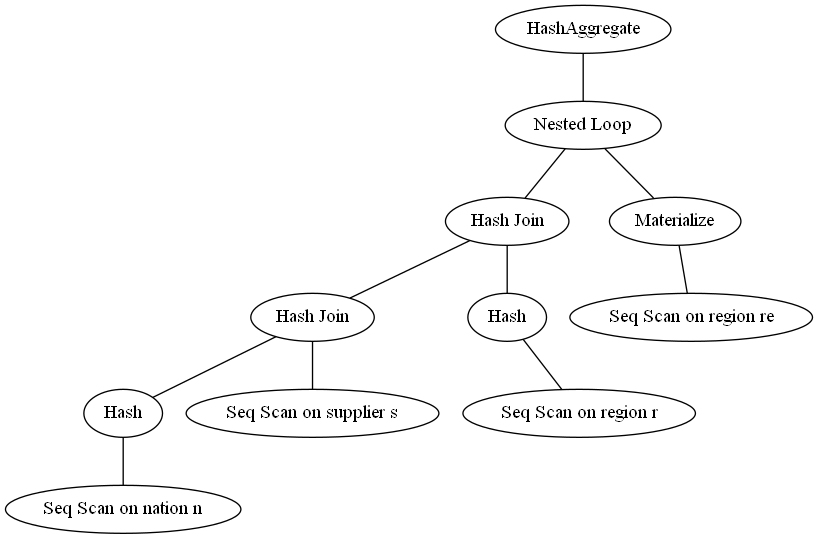 HashAggregate
Nested Loop
Hash Join
Materialize
Hash Join
Hash
Seq Scan on region re
Hash
Seq Scan on supplier s
Seq Scan on region r
Seq Scan on nation n